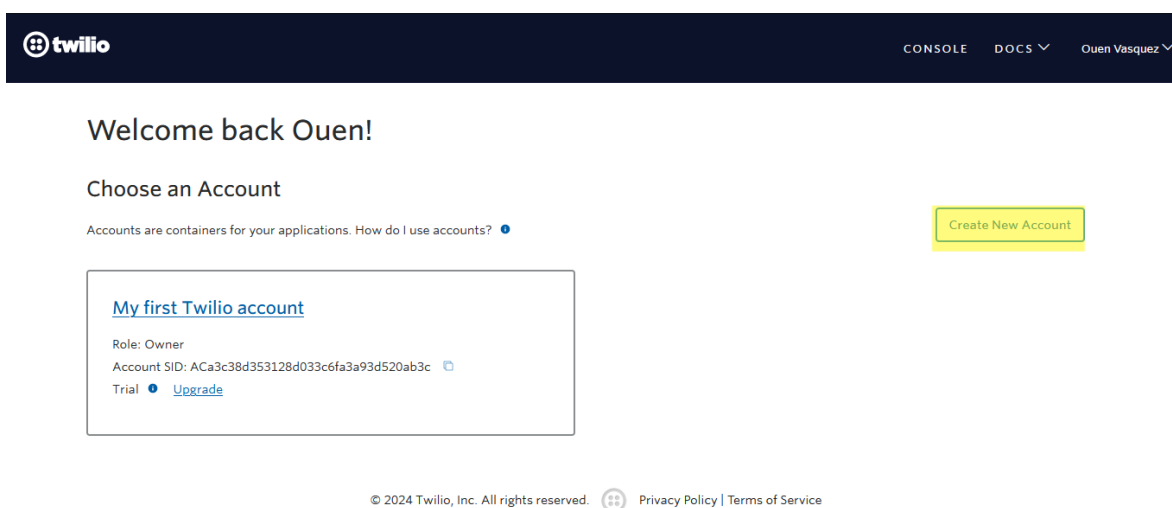 twilio
CONSOLE DOCS Ouen Vasquez
Welcome back Ouen!
Choose an Account
Accounts are containers for your applications. How do I use accounts?
Create New Account
My first Twilio account
Role: Owner
Account SID: ACa3c38d353128d033c6fa3a93d520ab3c
Trial Upgrade
© 2024 Twilio, Inc. All rights reserved. Privacy Policy | Terms of Service